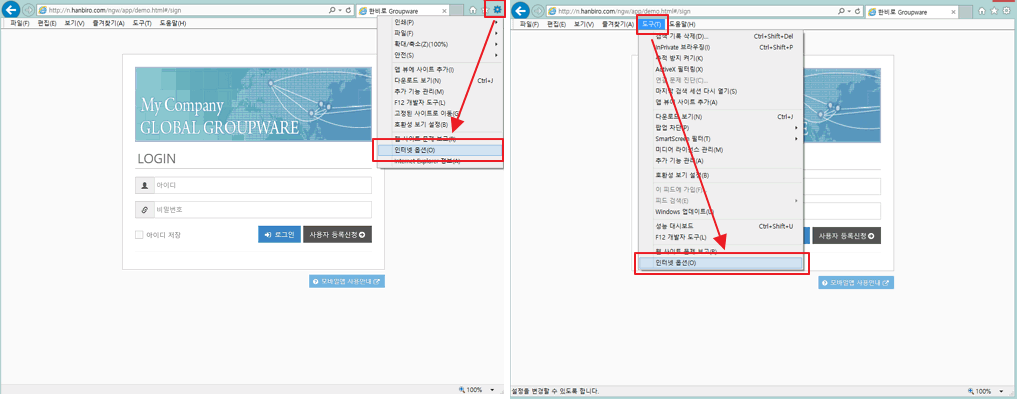 http://n.hanbiro.com/ngw/app/demo.html#/sign
한비로 Groupware
파일(F) 편집(E) 보기(V) 즐겨찾기(A) 도구(T) 도움말(H)
인쇄(P)
파일(F)
확대/축소(Z)(100%)
안전(S)
앱 뷰에 사이트 추가(I)
다운로드 보기(N) Ctrl+J
추가 기능 관리(M)
F12 개발자 도구(L)
고정된 사이트로 이동(G)
호환성 보기 설정(B)
웹 사이트 문제 보고(R)
인터넷 옵션(O)
Internet Explorer 정보(A)
My Company
GLOBAL GROUPWARE
LOGIN
아이디
비밀번호
아이디 저장
로그인
사용자 등록신청
모바일앱 사용안내
100%
http://n.hanbiro.com/ngw/app/demo.html#/sign
한비로 Groupware
파일(F) 편집(E) 보기(V) 즐겨찾기(A) 도구(T) 도움말(H)
검색 기록 삭제(D)... Ctrl+Shift+Del
InPrivate 브라우징(I) Ctrl+Shift+P
추적 방지 켜기(K)
ActiveX 필터링(X)
연결 문제 진단(C)...
마지막 검색 세션 다시 열기(S)
앱 뷰에 사이트 추가(A)
다운로드 보기(N) Ctrl+J
팝업 차단(P)
SmartScreen 필터(T)
미디어 라이선스 관리(M)
추가 기능 관리(A)
호환성 보기 설정(B)
이 피드에 가입(F)...
피드 검색(E)
Windows 업데이트(U)
성능 대시보드 Ctrl+Shift+U
F12 개발자 도구(L)
웹 사이트 문제 보고(R)
인터넷 옵션(O)
사용자 등록신청
모바일앱 사용안내
설정을 변경할 수 있도록 합니다.
100%